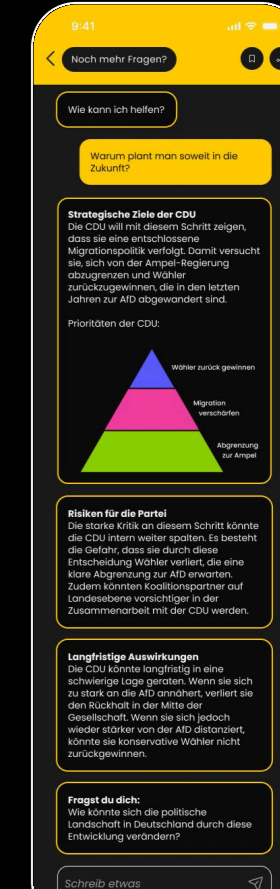 9:41
Noch mehr Fragen?
Wie kann ich helfen?
Warum plant man soweit in die
Zukunft?
Strategische Ziele der CDU
Die CDU will mit diesem Schritt zeigen,
dass sie eine entschlossene
Migrationspolitik verfolgt. Damit versucht
sie, sich von der Ampel-Regierung
abzugrenzen und Wähler
zurückzugewinnen, die in den letzten
Jahren zur AfD abgewandert sind.
Prioritäten der CDU:
Wähler zurück gewinnen
Migration
verschärfen
Abgrenzung
zur Ampel
Risiken für die Partei
Die starke Kritik an diesem Schritt könnte
die CDU intern weiter spalten. Es besteht
die Gefahr, dass sie durch diese
Entscheidung Wähler verliert, die eine
klare Abgrenzung zur AfD erwarten.
Zudem könnten Koalitionspartner auf
Landesebene vorsichtiger in der
Zusammenarbeit mit der CDU werden.
Langfristige Auswirkungen
Die CDU könnte langfristig in eine
schwierige Lage geraten. Wenn sie sich
zu stark an die AfD annähert, verliert sie
den Rückhalt in der Mitte der
Gesellschaft. Wenn sie sich jedoch
wieder stärker von der AfD distanziert,
könnte sie konservative Wähler nicht
zurückgewinnen.
Fragst du dich:
Wie könnte sich die politische
Landschaft in Deutschland durch diese
Entwicklung verändern?
Schreib etwas